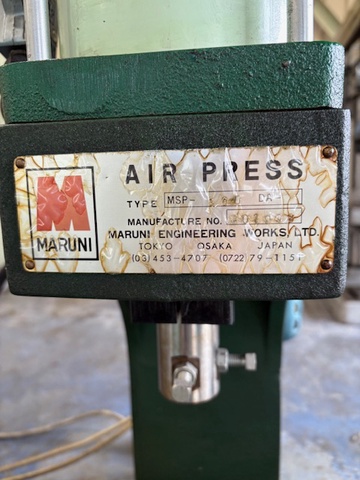 AIR PRESS
TYPE MSP-
MANUFACTURE NO.
MARUNI ENGINEERING WORKS, LTD.
TOKYO OSAKA JAPAN
(03)453-4707 (0722)79-1151
M
MARUNI